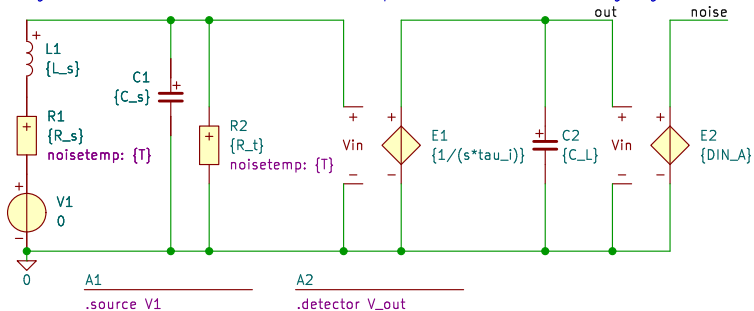 out
noise
L1
{L_s}
C1
{C_s}
R1
{R_s}
noisetemp: {T}
R2
{R_t}
noisetemp: {T}
Vin
E1
{1/(s*tau_i)}
C2
{C_L}
Vin
E2
{DIN_A}
V1
0
0
A1
.source V1
A2
.detector V_out